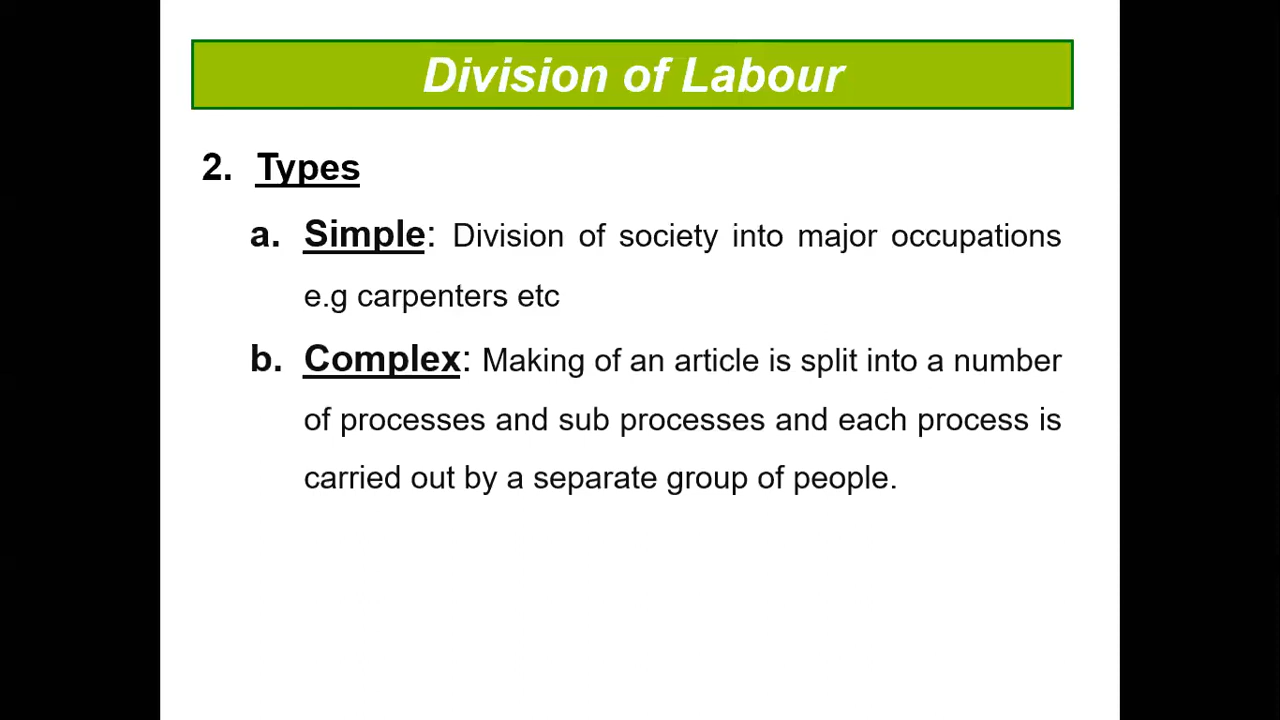 Division of Labour
2. Types
a. Simple: Division of society into major occupations
e.g carpenters etc
b. Complex: Making of an article is split into a number
of processes and sub processes and each process is
carried out by a separate group of people.